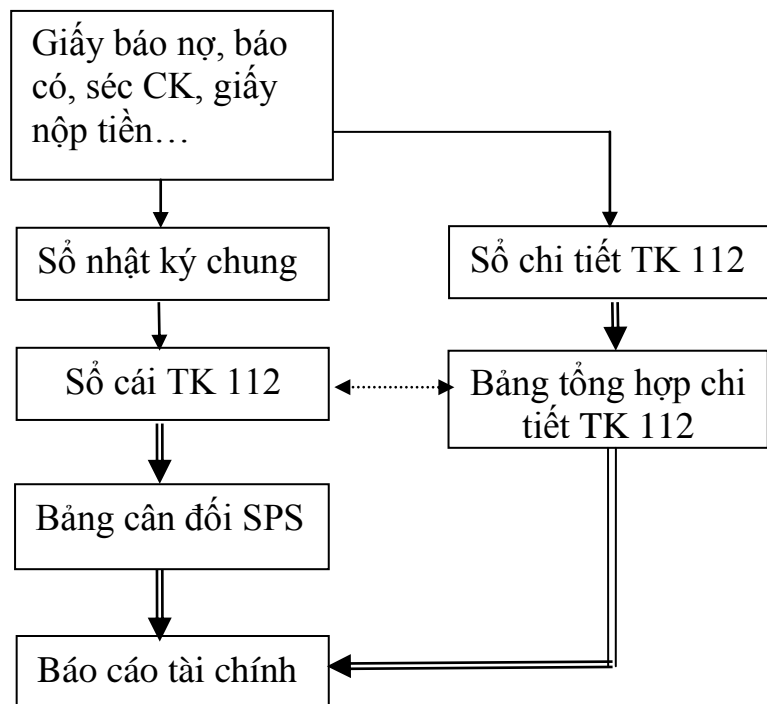 Giấy báo nợ, báo
có, séc CK, giấy
nộp tiền…
Sổ nhật ký chung
Sổ chi tiết TK 112
Sổ cái TK 112
Bảng tổng hợp chi
tiết TK 112
Bảng cân đối SPS
Báo cáo tài chính